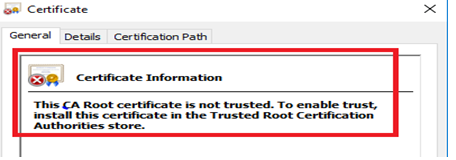 Certificate
General Details Certification Path
Certificate Information
This CA Root certificate is not trusted. To enable trust,
install this certificate in the Trusted Root Certification
Authorities store.